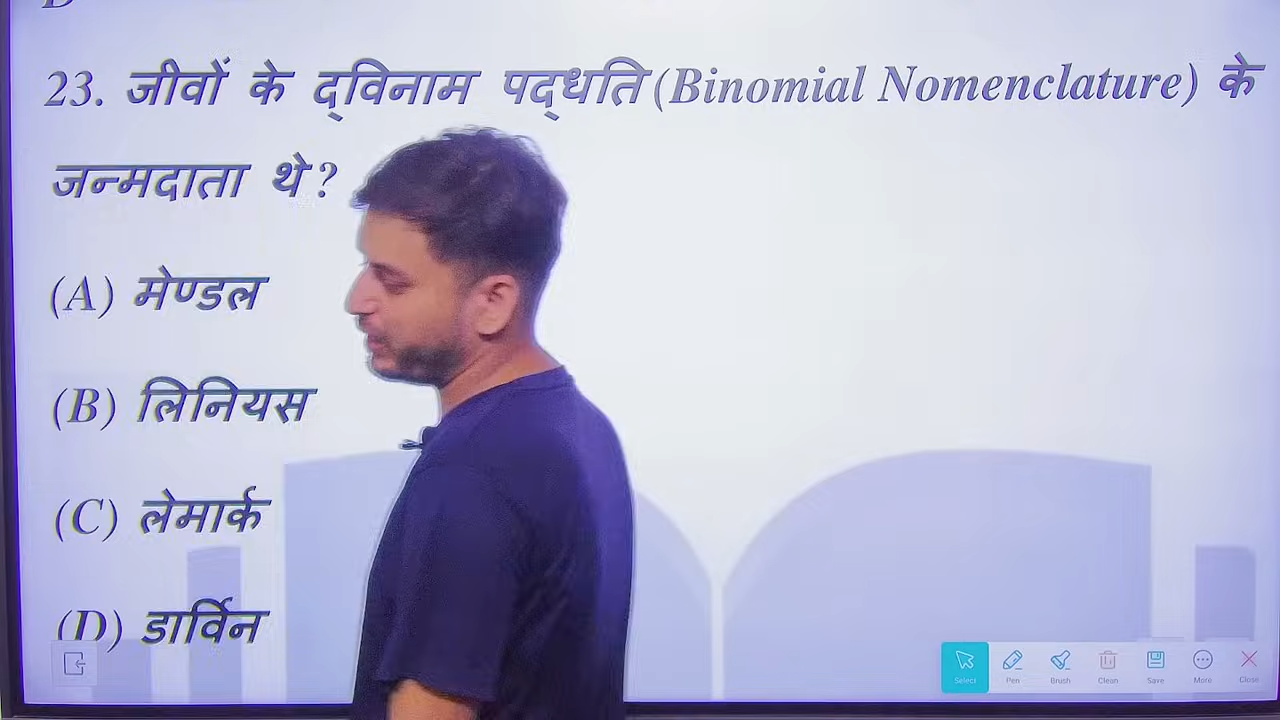 23. जीवों के द्विनाम पद्धति (Binomial Nomenclature) के
जन्मदाता थे?
(A) मेण्डल
(B) लिनियस
(C) लेमार्क
(D) डार्विन
Select Pen Brush Clean Save More Close